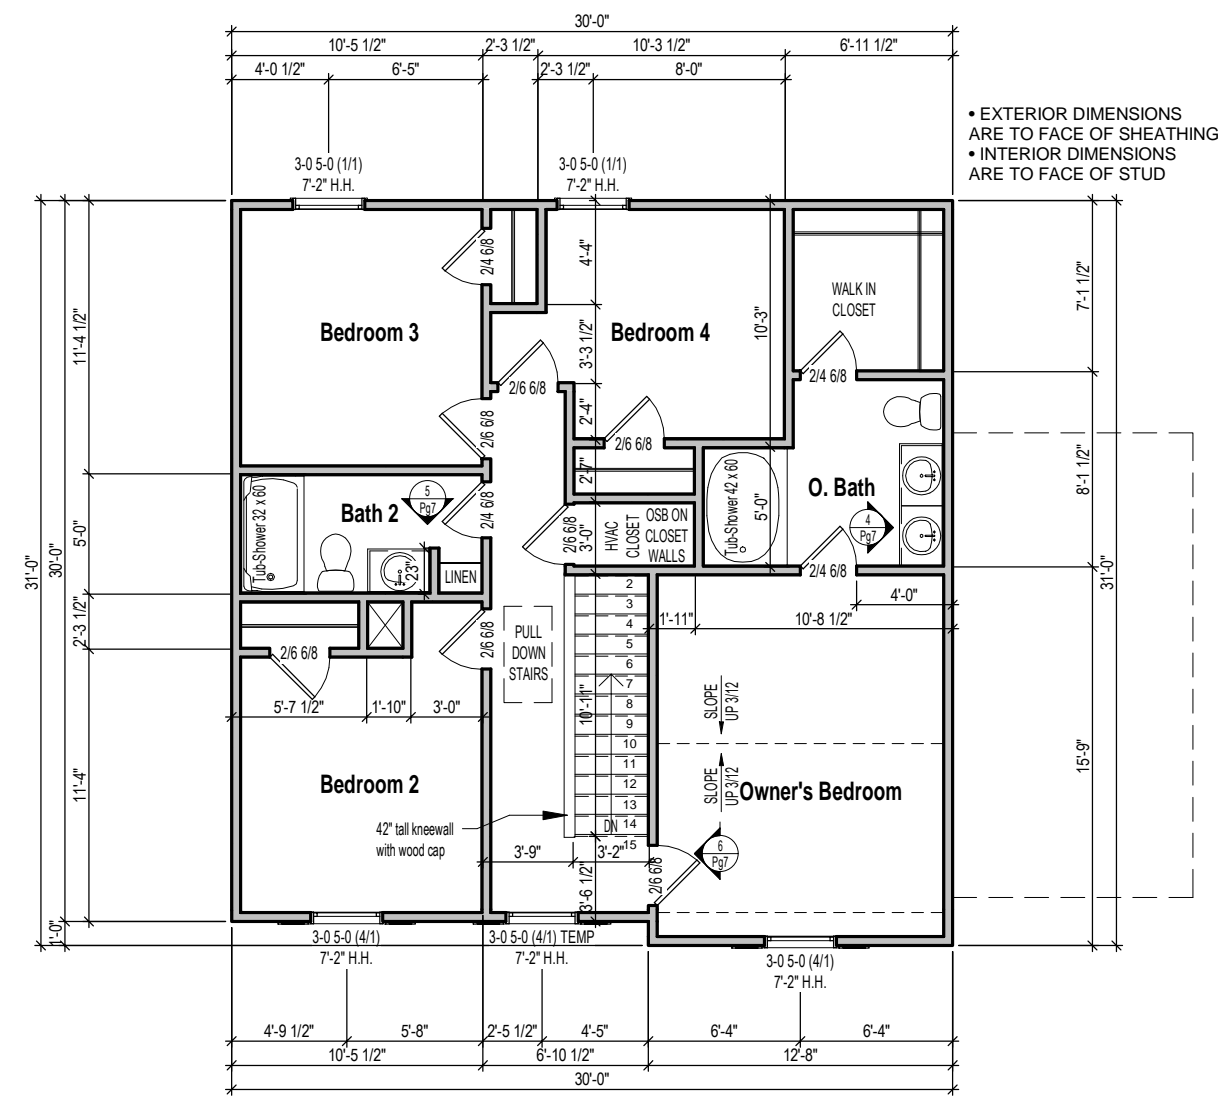 30'-0"
10'-5 1/2"
2'-3 1/2"
10'-3 1/2"
6'-11 1/2"
4'-0 1/2"
6'-5"
2'-3 1/2"
8'-0"
• EXTERIOR DIMENSIONS
ARE TO FACE OF SHEATHING
• INTERIOR DIMENSIONS
ARE TO FACE OF STUD
3-0 5-0 (1/1)
7'-2" H.H.
3-0 5-0 (1/1)
7'-2" H.H.
2/4 6/8
4'-4"
WALK IN
CLOSET
7'-1 1/2"
Bedroom 3
Bedroom 4
10'-3"
11'-4 1/2"
3'-3 1/2"
2/6 6/8
2/4 6/8
2/6 6/8
2'-4"
2/6 6/8
2'-7"
O. Bath
8'-1 1/2"
Tub-Shower 32 x 60
Bath 2
5
Pg7
2/4 6/8
2/6 6/8
3'-0"
HVAC
CLOSET
OSB ON
CLOSET
WALLS
Tub-Shower 42 x 60
5'-0"
4
Pg7
5'-0"
31'-0"
30'-0"
23"
LINEN
2/4 6/8
31'-0"
4'-0"
2
3
4
5
6
7
8
9
10
11
12
13
14
15
1'-11"
10'-8 1/2"
2'-3 1/2"
2/6 6/8
2/6 6/8
PULL
DOWN
STAIRS
5'-7 1/2"
1'-10"
3'-0"
10'-11"
SLOPE
UP 3/12
SLOPE
UP 3/12
15'-9"
11'-4"
Bedroom 2
Owner's Bedroom
42" tall kneewall
with wood cap
DN
3'-9"
3'-2"
6
Pg7
2/6 6/8
3'-6 1/2"
1'-0"
3-0 5-0 (4/1)
7'-2" H.H.
3-0 5-0 (4/1) TEMP
7'-2" H.H.
3-0 5-0 (4/1)
7'-2" H.H.
4'-9 1/2"
5'-8"
2'-5 1/2"
4'-5"
6'-4"
6'-4"
10'-5 1/2"
6'-10 1/2"
12'-8"
30'-0"